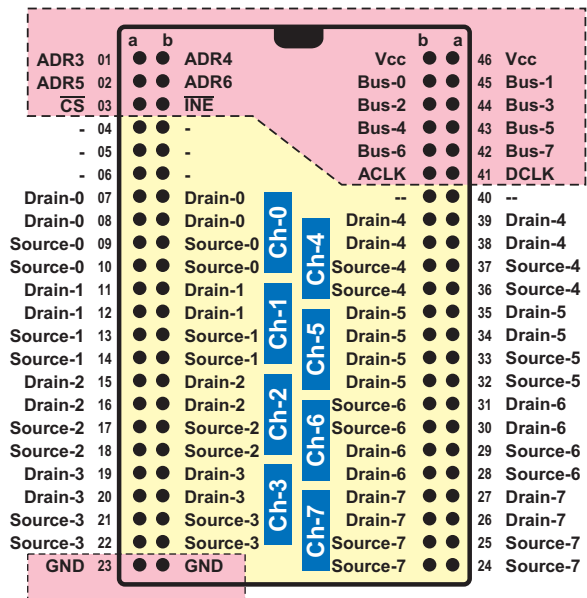 a b b a
ADR3 01 ADR4 Vcc 46 Vcc
ADR5 02 ADR6 Bus-0 45 Bus-1
C̅S̅ 03 I̅N̅E̅ Bus-2 44 Bus-3
- 04 - Bus-4 43 Bus-5
- 05 - Bus-6 42 Bus-7
- 06 - ACLK 41 DCLK
Drain-0 07 Drain-0 -- 40 --
Drain-0 08 Drain-0 Drain-4 39 Drain-4
Source-0 09 Source-0 Drain-4 38 Drain-4
Source-0 10 Source-0 Source-4 37 Source-4
Drain-1 11 Drain-1 Source-4 36 Source-4
Drain-1 12 Drain-1 Drain-5 35 Drain-5
Source-1 13 Source-1 Drain-5 34 Drain-5
Source-1 14 Source-1 Drain-5 33 Source-5
Drain-2 15 Drain-2 Drain-5 32 Source-5
Drain-2 16 Drain-2 Source-6 31 Drain-6
Source-2 17 Source-2 Source-6 30 Drain-6
Source-2 18 Source-2 Drain-6 29 Source-6
Drain-3 19 Drain-3 Drain-6 28 Source-6
Drain-3 20 Drain-3 Drain-7 27 Drain-7
Source-3 21 Source-3 Drain-7 26 Drain-7
Source-3 22 Source-3 Source-7 25 Source-7
GND 23 GND Source-7 24 Source-7
Ch-0
Ch-1
Ch-2
Ch-3
Ch-4
Ch-5
Ch-6
Ch-7